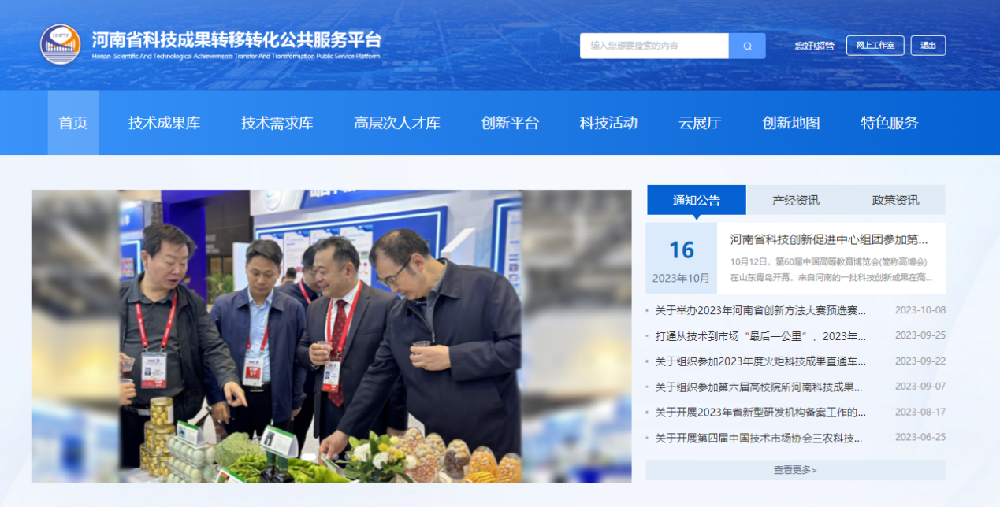 河南省科技成果转移转化公共服务平台
Henan Scientific And Technological Achievements Transfer And Transformation Public Service Platform
输入您想要搜索的内容
您好!超管
网上工作室
退出
首页
技术成果库
技术需求库
高层次人才库
创新平台
科技活动
云展厅
创新地图
特色服务
通知公告
产经资讯
政策资讯
16
2023年10月
河南省科技创新促进中心组团参加第...
10月12日，第60届中国高等教育博览会(简称高博会)
在山东青岛开幕，来自河南的一批科技创新成果在高...
关于举办2023年河南省创新方法大赛预选赛... 2023-10-08
打通从技术到市场“最后一公里”，2023年... 2023-09-25
关于组织参加2023年度火炬科技成果直通车... 2023-09-22
关于组织参加第六届高校院所河南科技成果... 2023-09-07
关于开展2023年省新型研发机构备案工作的... 2023-08-17
关于开展第四届中国技术市场协会三农科技... 2023-06-25
查看更多>